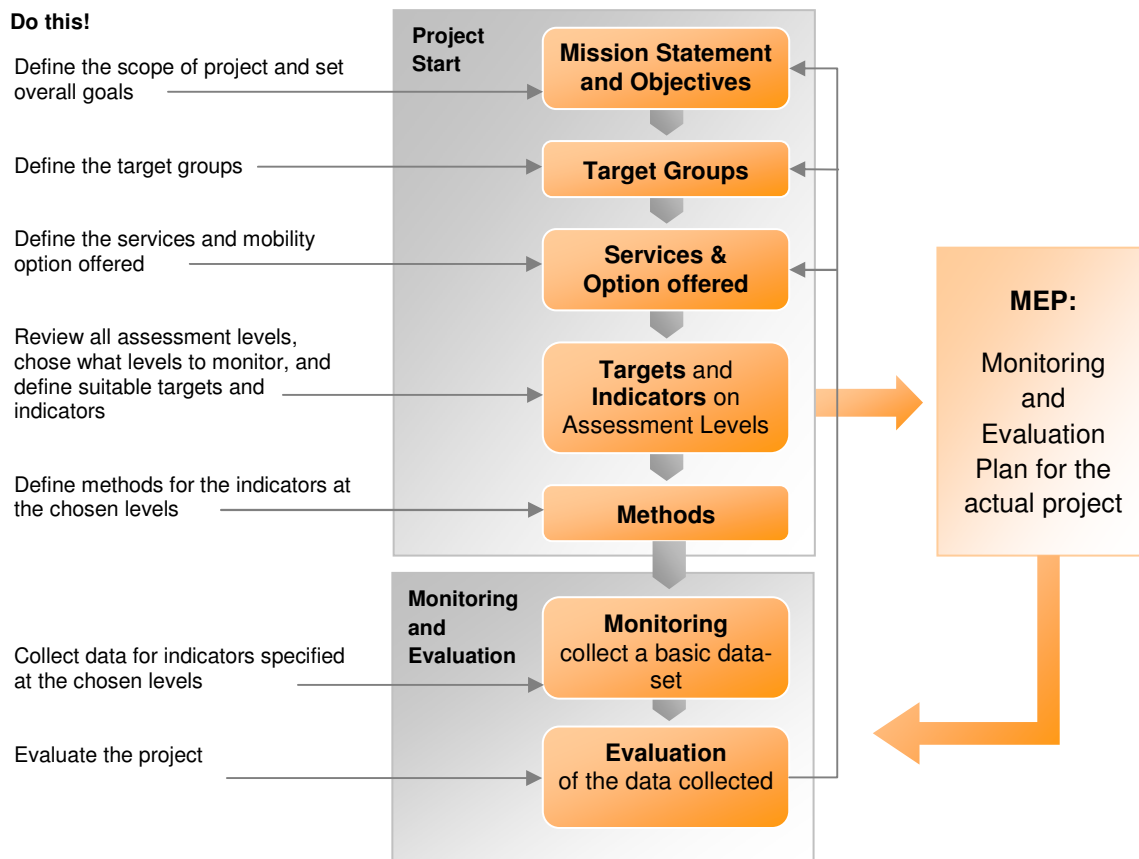 Do this!
Define the scope of project and set
overall goals
Define the target groups
Define the services and mobility
option offered
Review all assessment levels,
chose what levels to monitor, and
define suitable targets and
indicators
Define methods for the indicators at
the chosen levels
Collect data for indicators specified
at the chosen levels
Evaluate the project
Project
Start
Mission Statement
and Objectives
Target Groups
Services &
Option offered
Targets and
Indicators on
Assessment Levels
Methods
Monitoring
and
Evaluation
Monitoring
collect a basic data-
set
Evaluation
of the data collected
MEP:
Monitoring
and
Evaluation
Plan for the
actual project